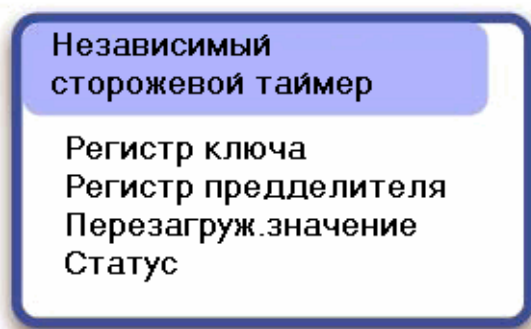 Независимый
сторожевой таймер
Регистр ключа
Регистр предделителя
Перезагруж.значение
Статус